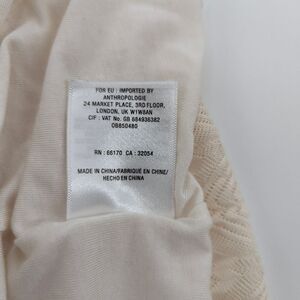 FOR EU : IMPORTED BY
ANTHROPOLOGIE
24 MARKET PLACE, 3RD FLOOR,
LONDON, UK W1W8AN
CIF : VAT No. GB 684936382
OB850480
RN : 66170 CA : 32054
MADE IN CHINA/FABRIQUÉ EN CHINE/
HECHO EN CHINA